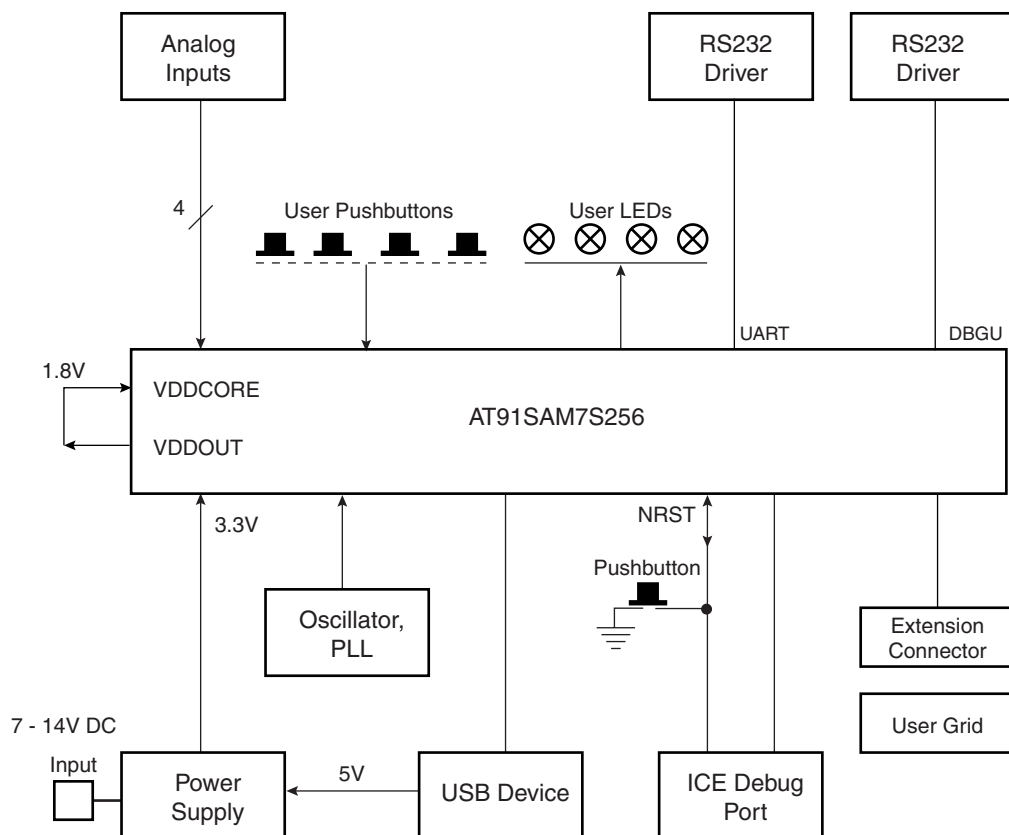 Analog
Inputs
RS232
Driver
RS232
Driver
4
User Pushbuttons
User LEDs
UART
DBGU
1.8V
VDDCORE
AT91SAM7S256
VDDOUT
3.3V
NRST
Pushbutton
Oscillator,
PLL
Extension
Connector
7 - 14V DC
User Grid
Input
Power
Supply
5V
USB Device
ICE Debug
Port